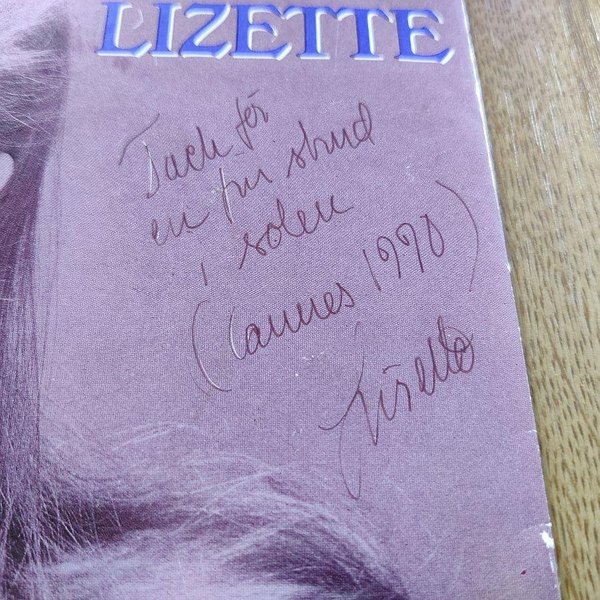 LIZETTE
Tack för
en fin stund
i solen
(Cannes 1990)
Lizette